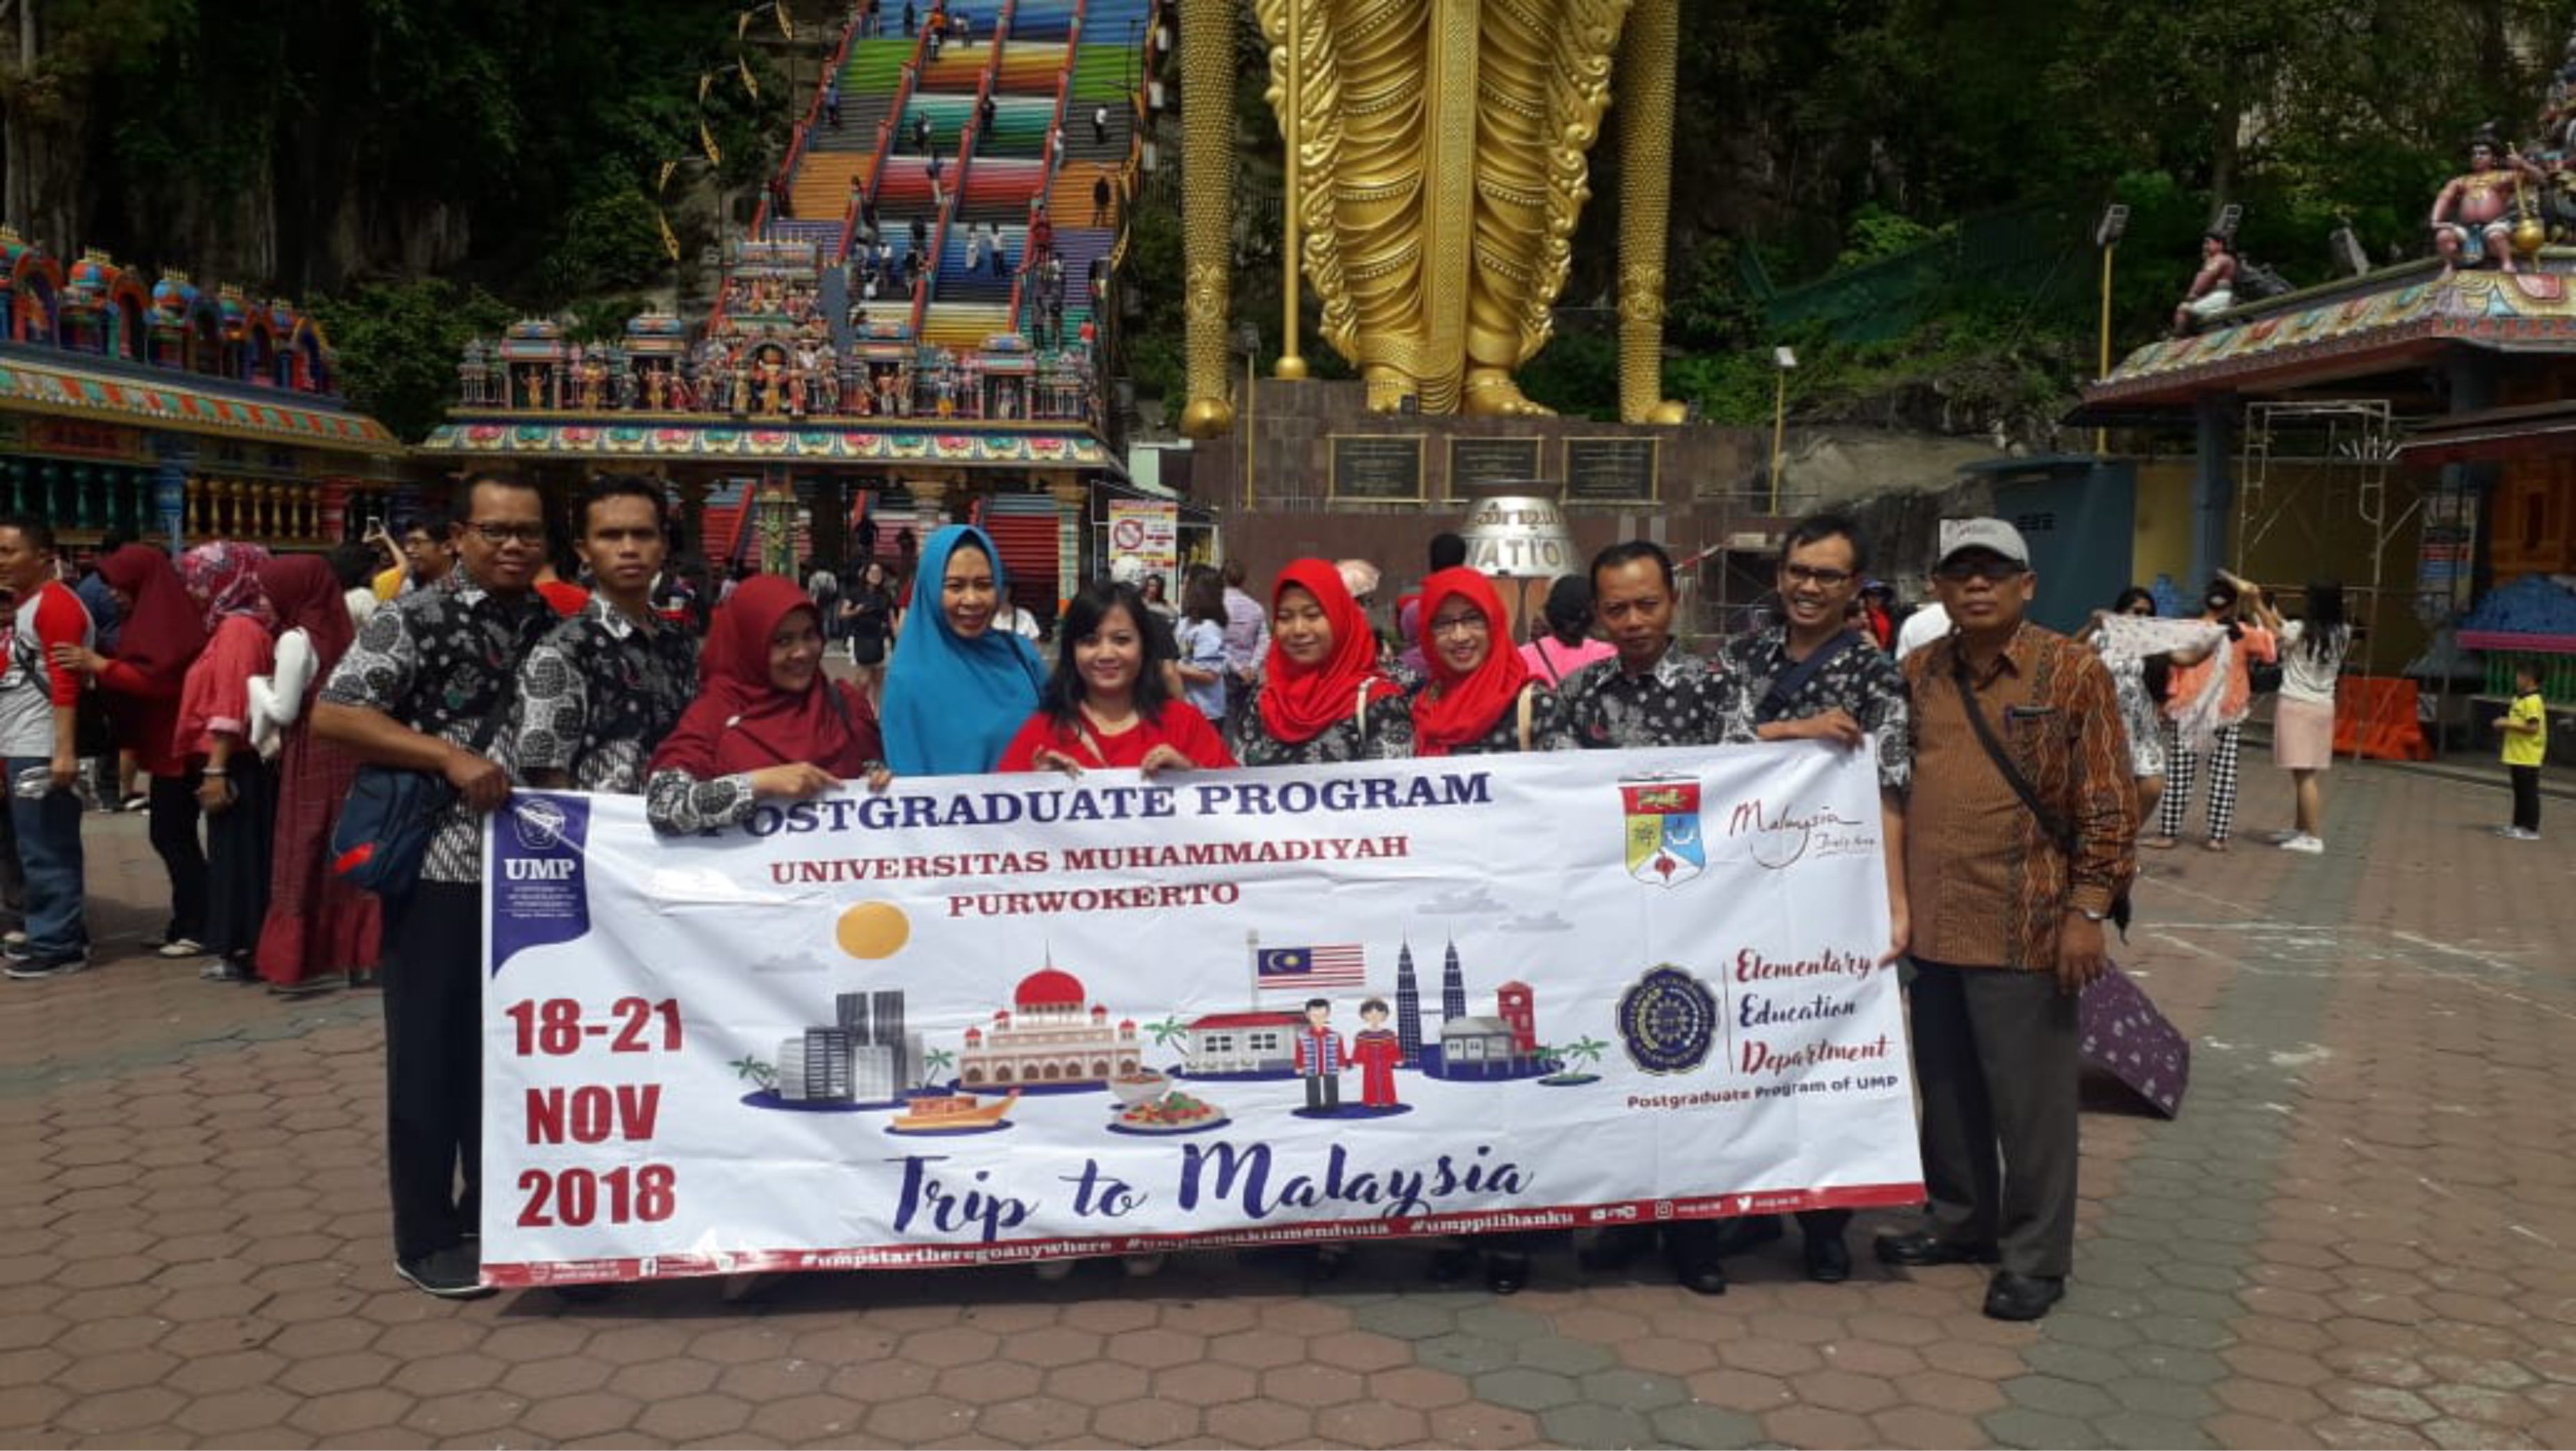 POSTGRADUATE PROGRAM
UNIVERSITAS MUHAMMADIYAH
PURWOKERTO
UMP
18-21
NOV
2018
Malaysia
Elementary
Education
Department
Postgraduate Program of UMP
Trip to Malaysia
#umpstartheregoanywhere #umpsemakinmendunia #umppilihanku